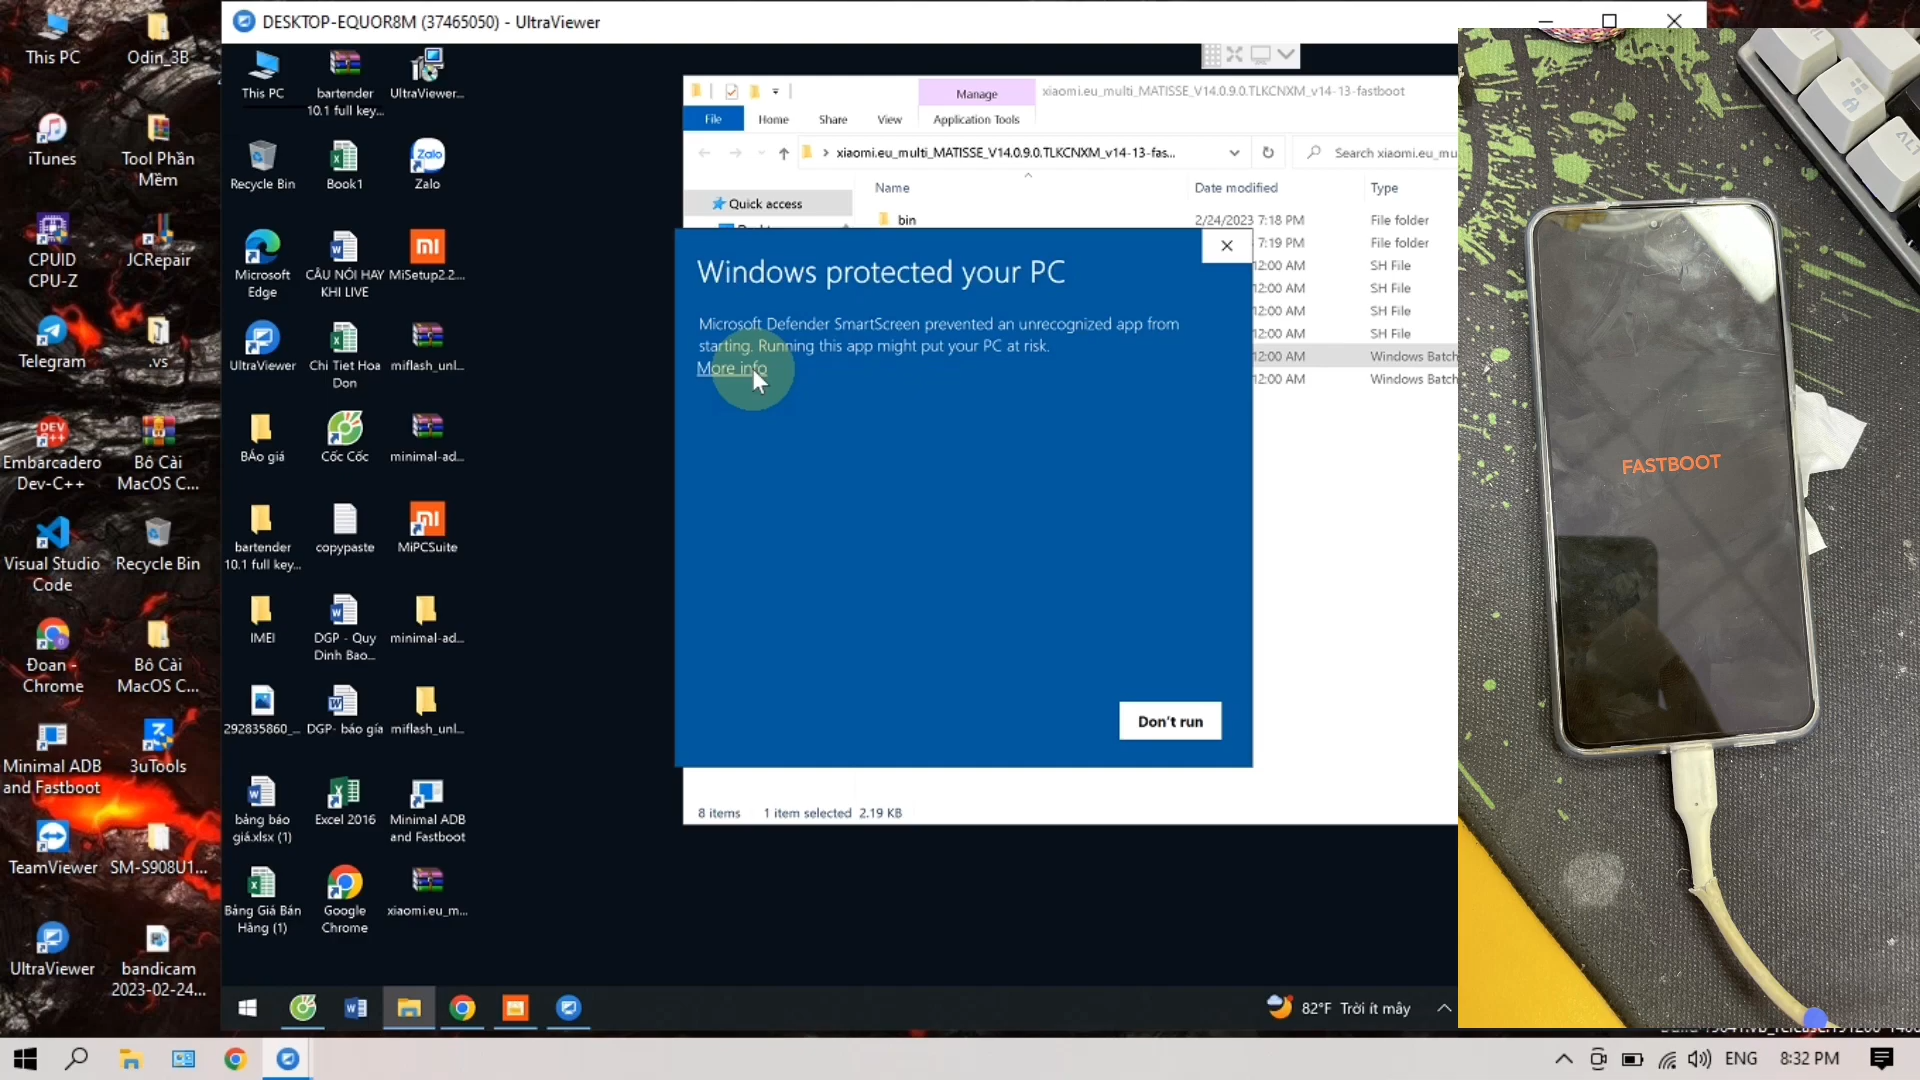 DESKTOP-EQUOR8M (37465050) - UltraViewer
This PC
Odin_3B
iTunes
Tool Phần
Mềm
CPUID
CPU-Z
JCRepair
Telegram
.vs
Embarcadero
Dev-C++
Bô Cài
MacOS C...
Visual Studio
Code
Recycle Bin
Đoan -
Chrome
Bô Cài
MacOS C...
Minimal ADB
and Fastboot
3uTools
TeamViewer
SM-S908U1...
UltraViewer
bandicam
2023-02-24...
This PC
bartender
10.1 full key...
UltraViewer...
Recycle Bin
Book1
Zalo
Zalo
Microsoft
Edge
CÂU NÓI HAY
KHI LIVE
MiSetup2.2...
UltraViewer
Chi Tiet Hoa
Don
miflash_unl...
BÁo giá
Cốc Cốc
minimal-ad...
bartender
10.1 full key...
copypaste
MiPCSuite
IMEI
DGP - Quy
Dinh Bao...
minimal-ad...
292835860_...
DGP- báo gía
miflash_unl...
bảng báo
giá.xlsx (1)
Excel 2016
Minimal ADB
and Fastboot
Bảng Giá Bán
Hàng (1)
Google
Chrome
xiaomi.eu_m...
Manage
xiaomi.eu_multi_MATISSE_V14.0.9.0.TLKCNXM_v14-13-fastboot
File
Home
Share
View
Application Tools
xiaomi.eu_multi_MATISSE_V14.0.9.0.TLKCNXM_v14-13-fas...
Search xiaomi.eu_mu
Name
Date modified
Type
Quick access
bin
2/24/2023 7:18 PM
File folder
7:19 PM
File folder
12:00 AM
SH File
12:00 AM
SH File
12:00 AM
SH File
12:00 AM
SH File
12:00 AM
Windows Batch
12:00 AM
Windows Batch
Windows protected your PC
Microsoft Defender SmartScreen prevented an unrecognized app from
starting. Running this app might put your PC at risk.
More info
Don't run
8 items
1 item selected 2.19 KB
82°F Trời ít mây
FASTBOOT
ENG
8:32 PM